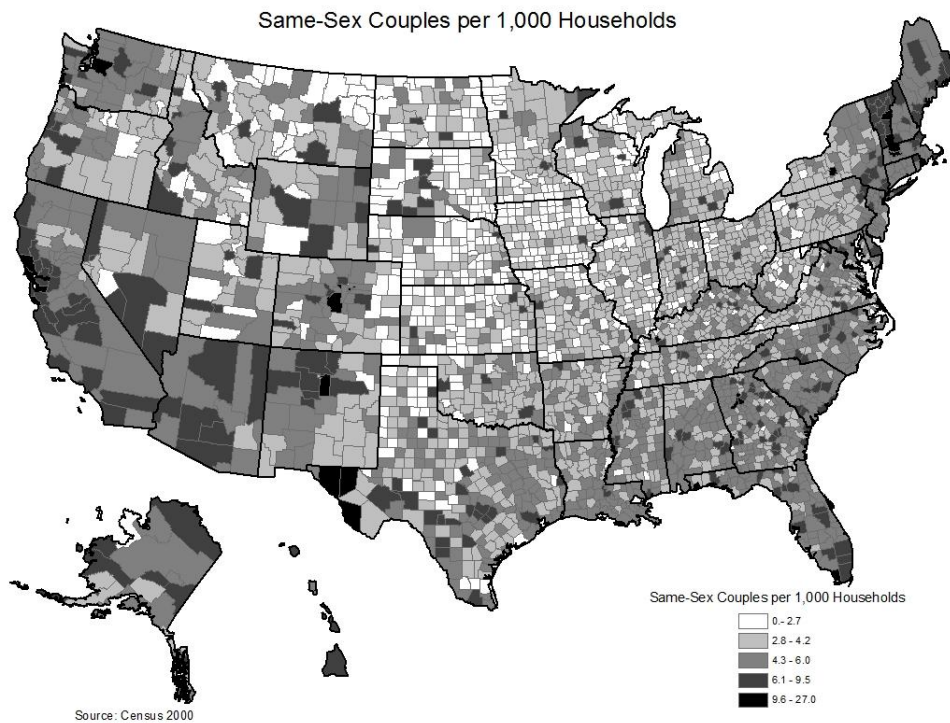 Same-Sex Couples per 1,000 Households
Same-Sex Couples per 1,000 Households
0.- 2.7
2.8 - 4.2
4.3 - 6.0
6.1 - 9.5
9.6 - 27.0
Source: Census 2000